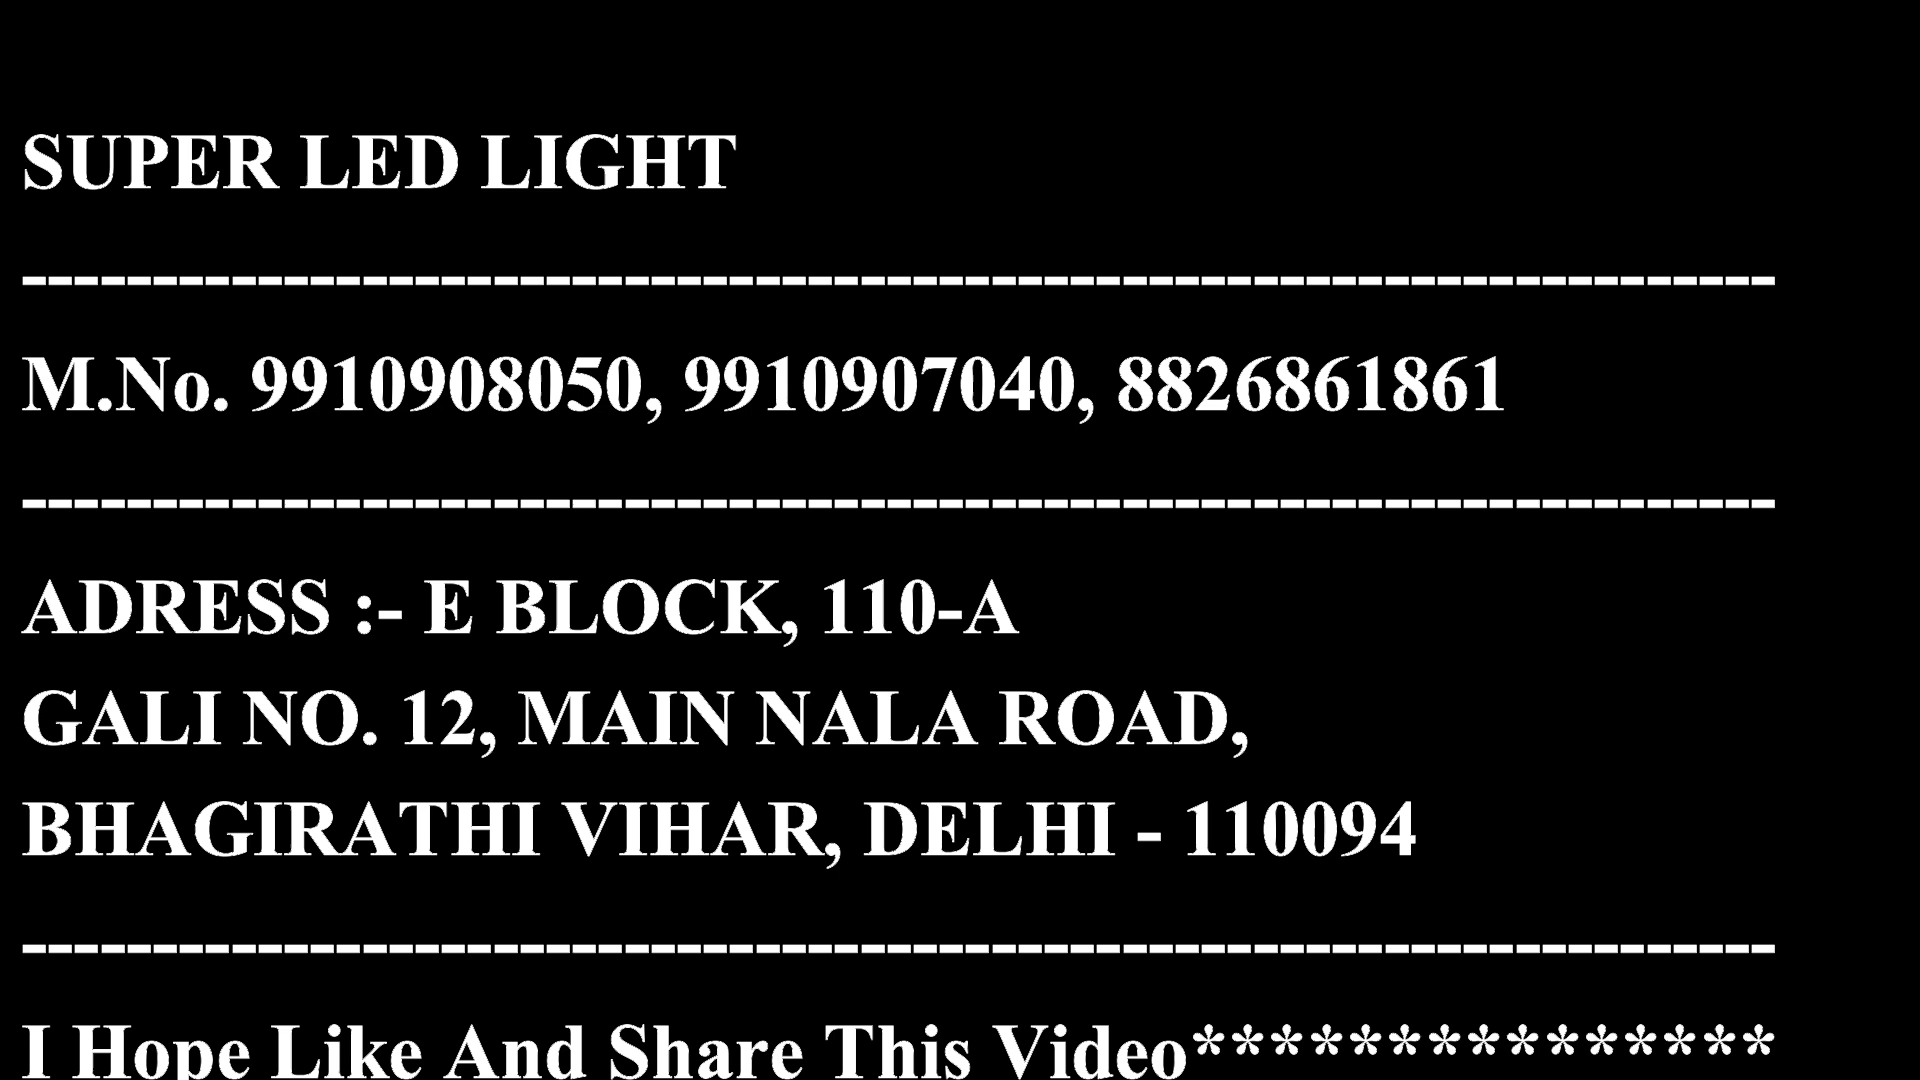 SUPER LED LIGHT
-------------------------------------------------------------------
M.No. 9910908050, 9910907040, 8826861861
-------------------------------------------------------------------
ADRESS :- E BLOCK, 110-A
GALI NO. 12, MAIN NALA ROAD,
BHAGIRATHI VIHAR, DELHI - 110094
-------------------------------------------------------------------
I Hope Like And Share This Video***************